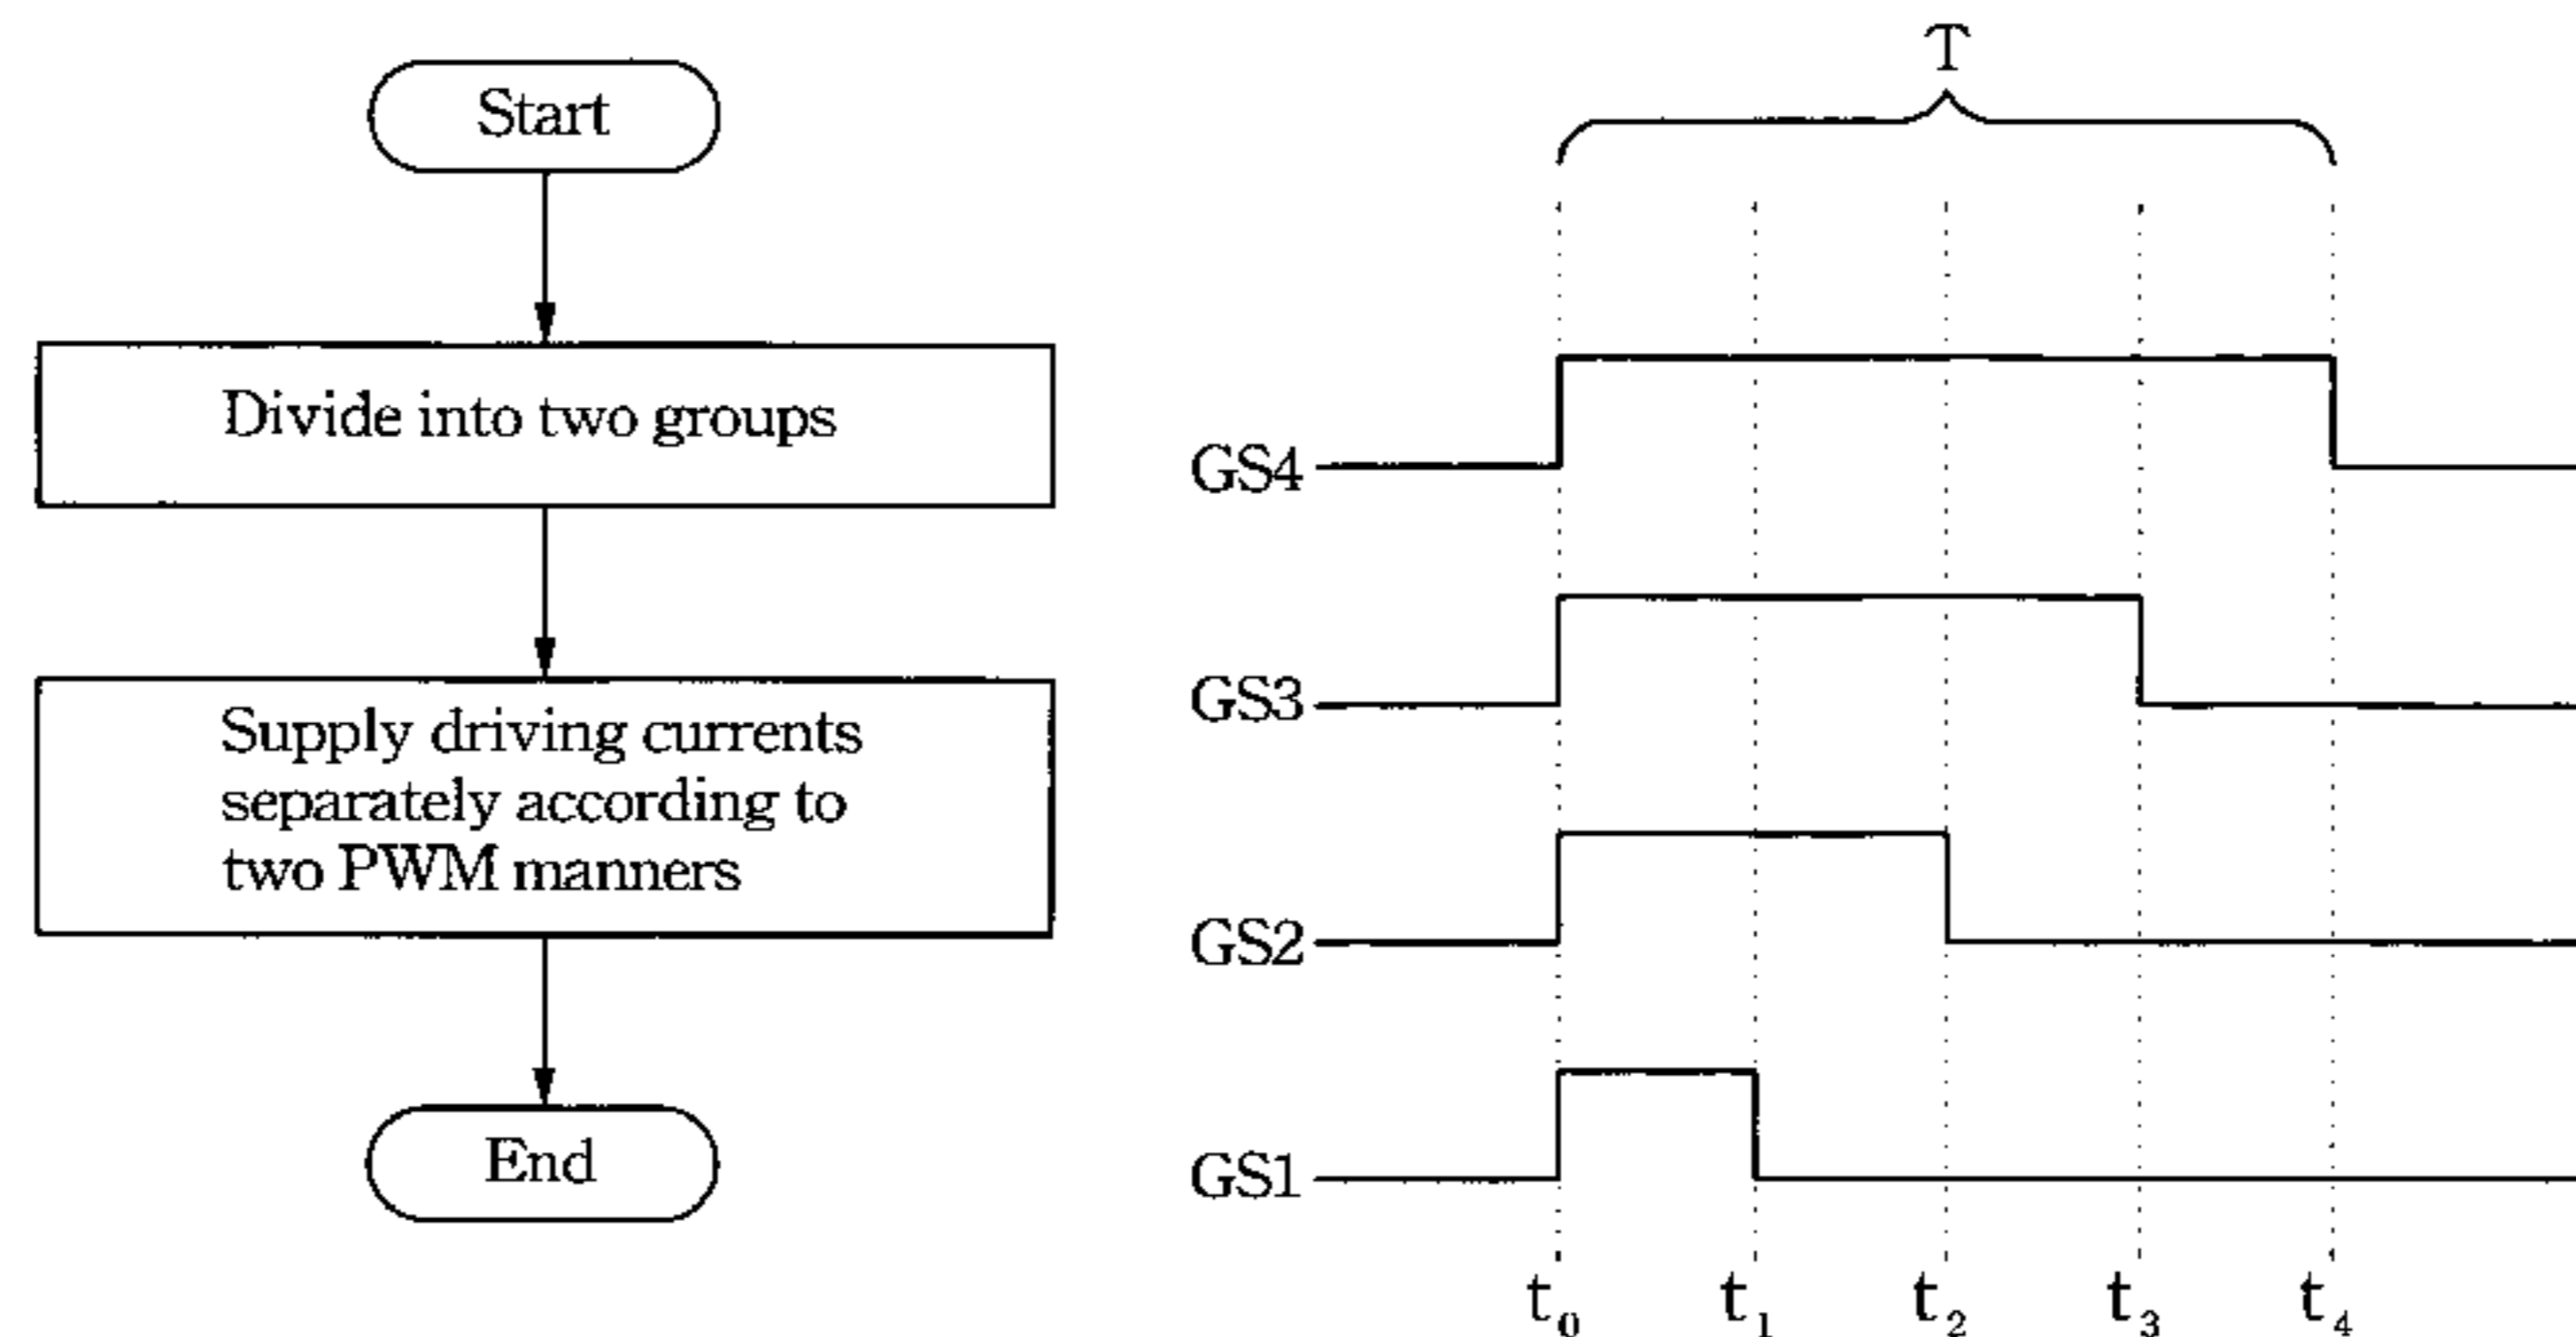 Start
Divide into two groups
Supply driving currents
separately according to
two PWM manners
End
T
GS4
GS3
GS2
GS1
t₀ t₁ t₂ t₃ t₄